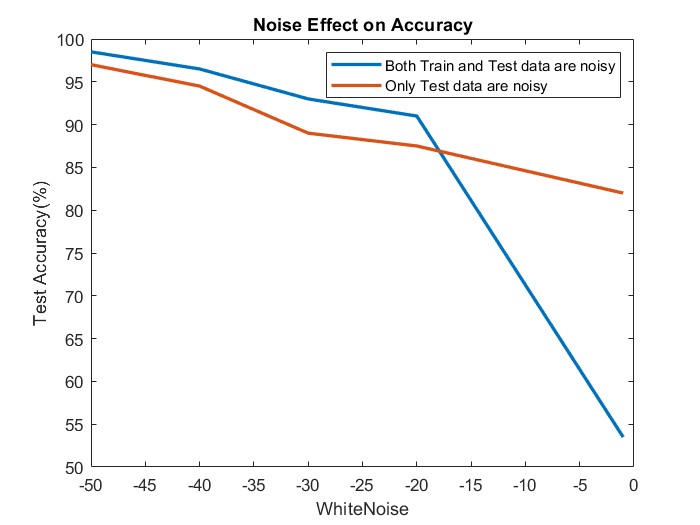 Noise Effect on Accuracy
Both Train and Test data are noisy
Only Test data are noisy
100
95
90
85
80
75
70
65
60
55
50
Test Accuracy(%)
-50 -45 -40 -35 -30 -25 -20 -15 -10 -5 0
WhiteNoise